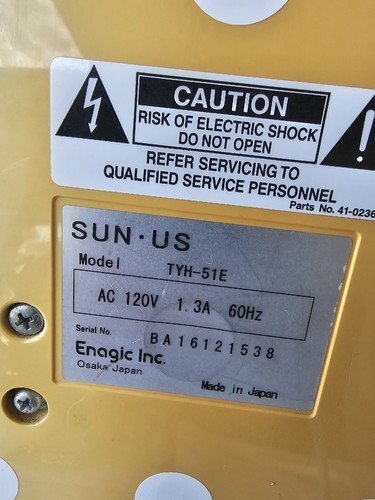 CAUTION
RISK OF ELECTRIC SHOCK
DO NOT OPEN
REFER SERVICING TO
QUALIFIED SERVICE PERSONNEL
Parts No. 41-0236
SUN·US
Model TYH-51E
AC 120V 1.3A 60Hz
Serial No. BA16121538
Enagic Inc.
Osaka Japan
Made in Japan